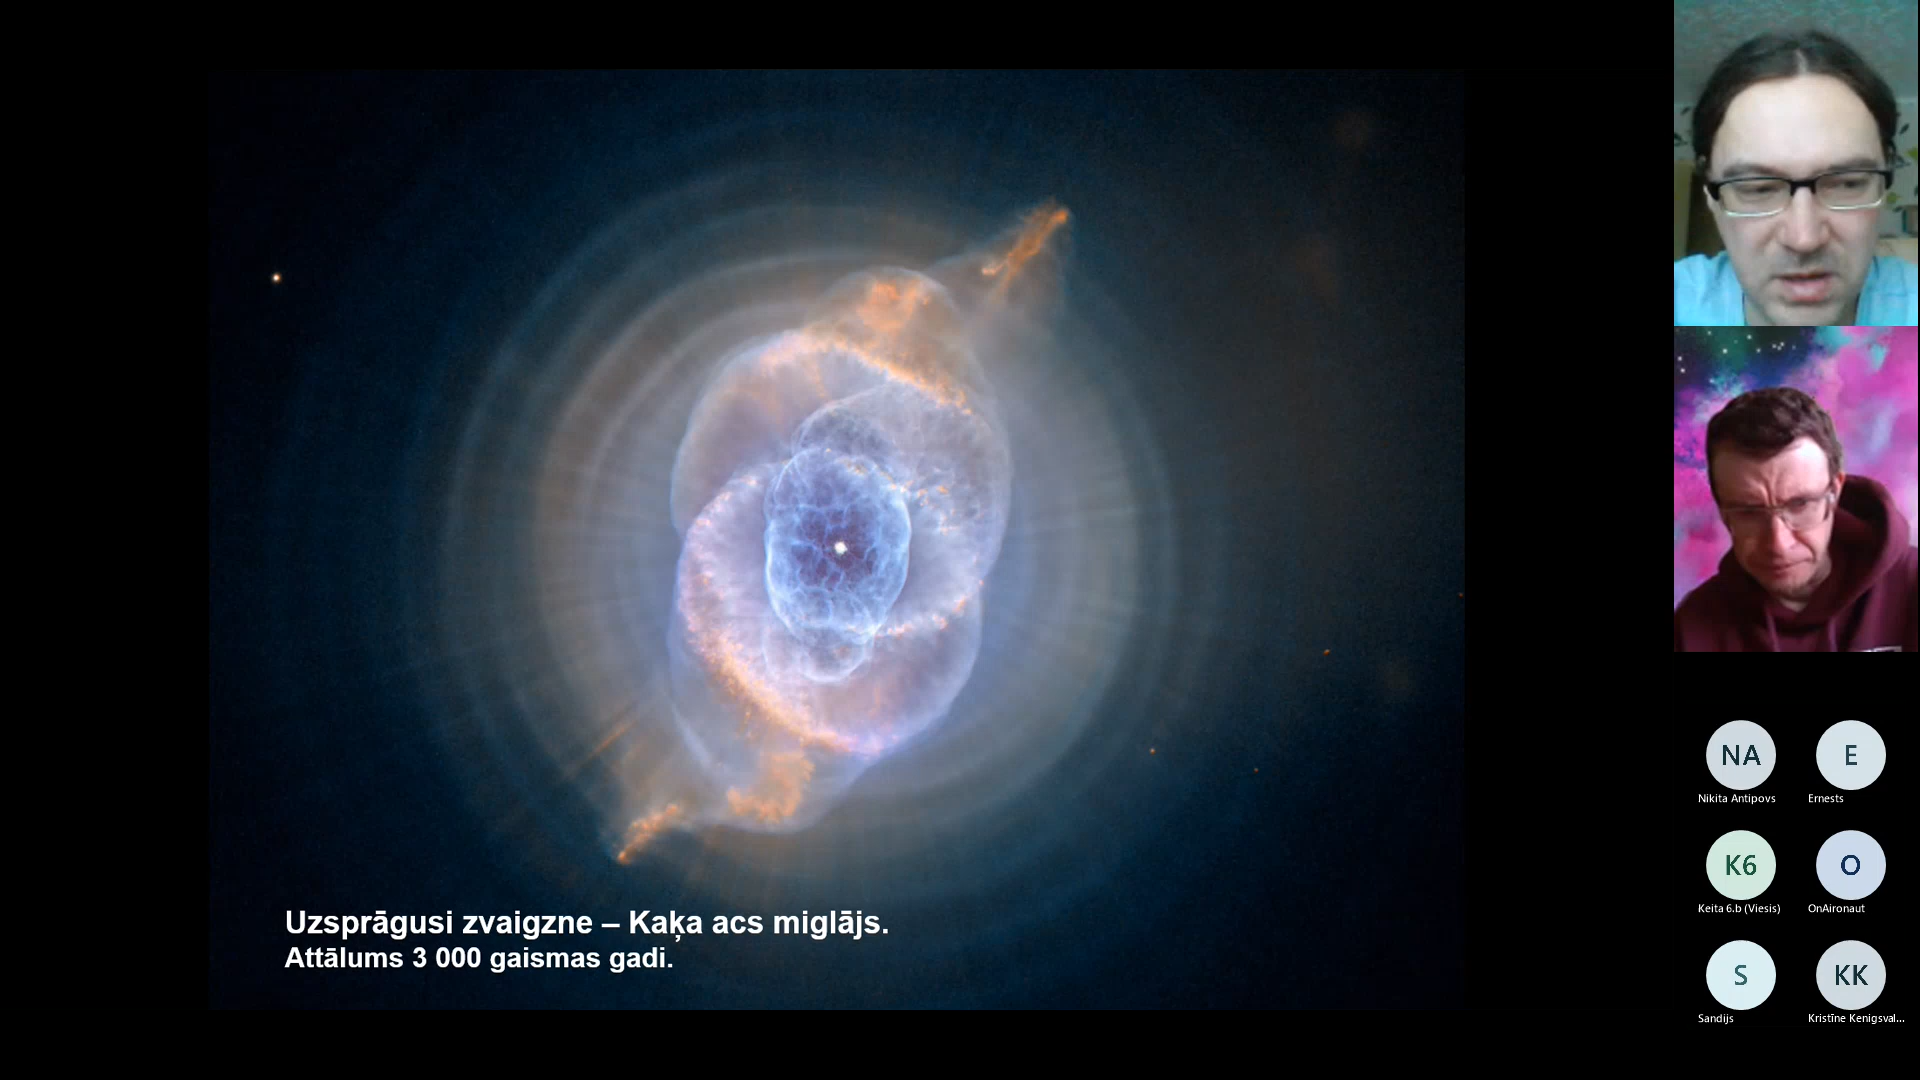 Uzsprāgusi zvaigzne – Kaķa acs miglājs.
Attālums 3 000 gaismas gadi.
NA
E
Nikita Antipovs
Ernests
K6
O
Keita 6.b (Viesis)
OnAironaut
S
KK
Sandijs
Kristīne Kenigsval...